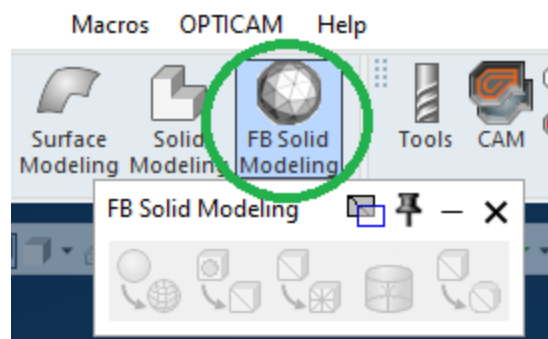 Macros OPTICAM Help
Surface Solid FB Solid Tools CAM
Modeling Modeling Modeling
FB Solid Modeling